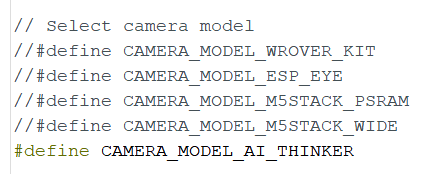 // Select camera model
//#define CAMERA_MODEL_WROVER_KIT
//#define CAMERA_MODEL_ESP_EYE
//#define CAMERA_MODEL_M5STACK_PSRAM
//#define CAMERA_MODEL_M5STACK_WIDE
#define CAMERA_MODEL_AI_THINKER